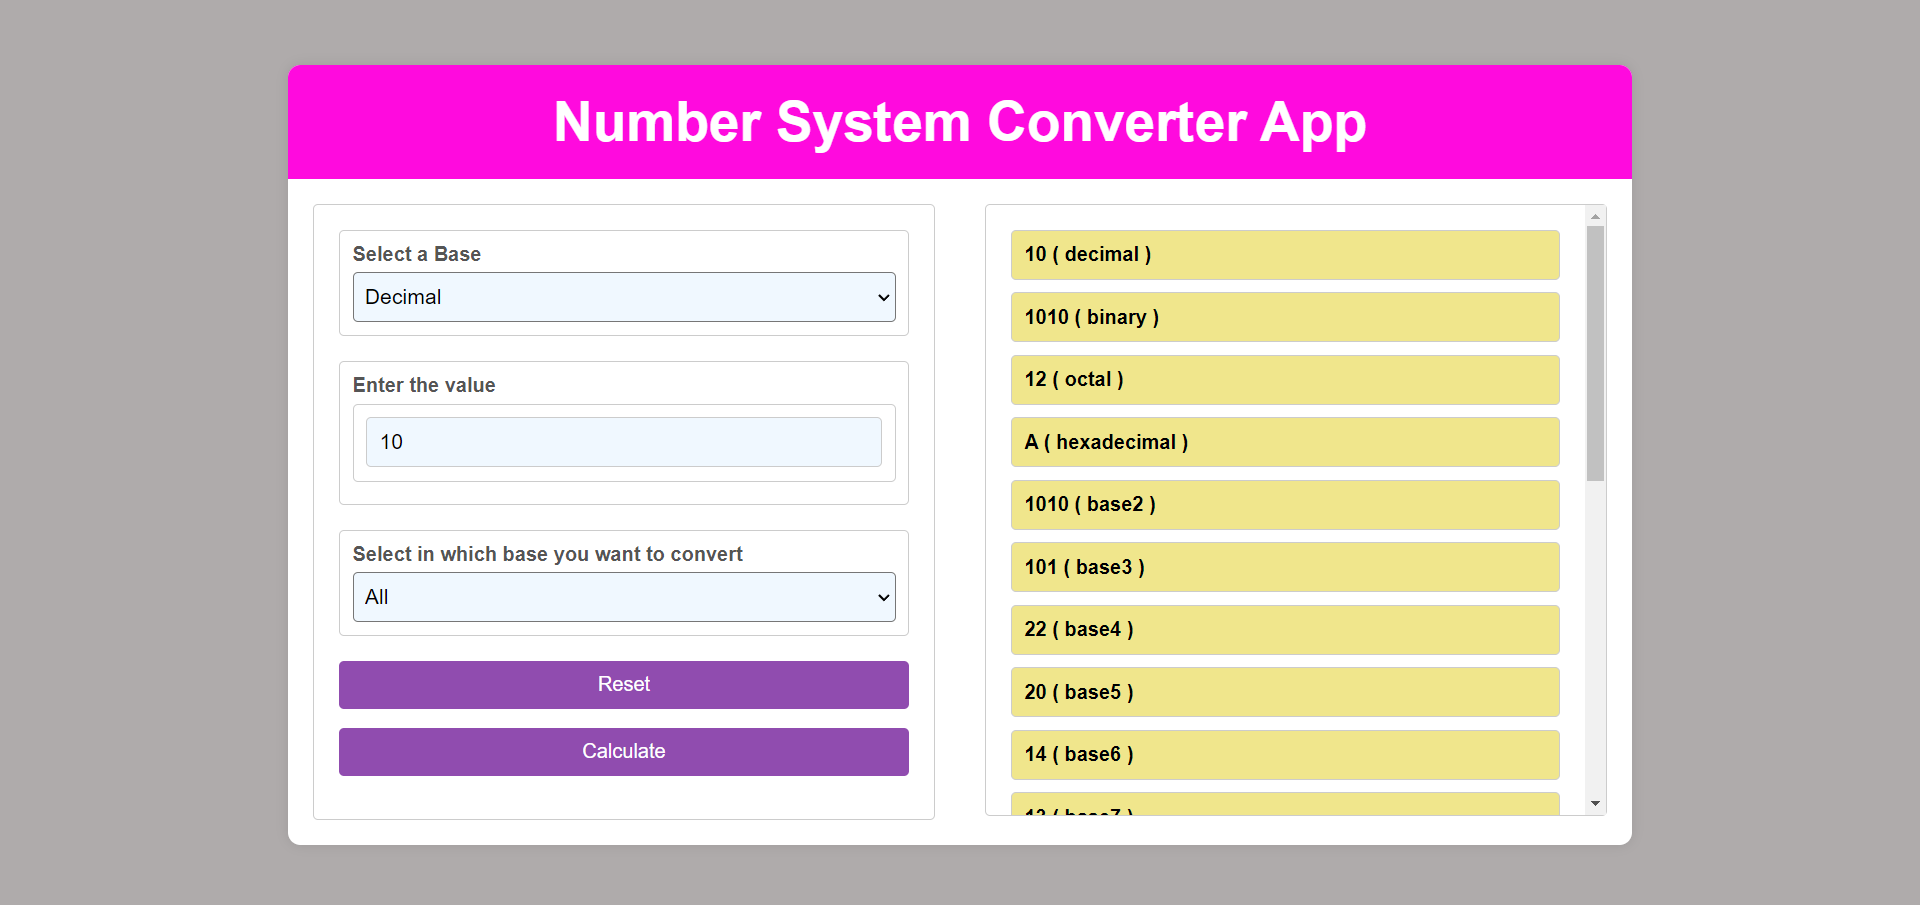 Number System Converter App
Select a Base
Decimal
Enter the value
10
Select in which base you want to convert
All
Reset
Calculate
10 ( decimal )
1010 ( binary )
12 ( octal )
A ( hexadecimal )
1010 ( base2 )
101 ( base3 )
22 ( base4 )
20 ( base5 )
14 ( base6 )
13 ( base7 )